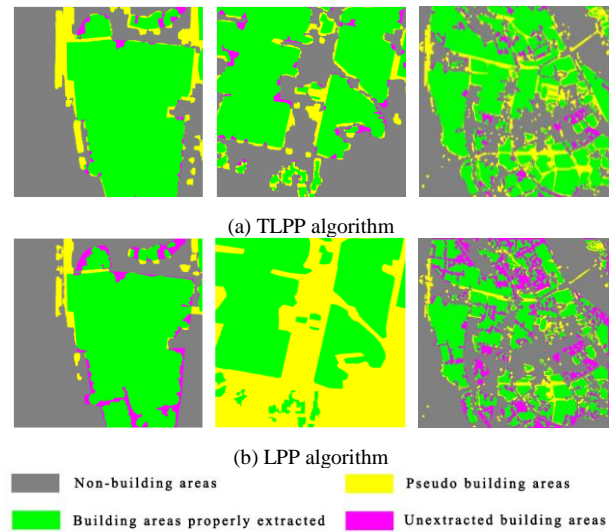 (a) TLPP algorithm
(b) LPP algorithm
Non-building areas
Pseudo building areas
Building areas properly extracted
Unextracted building areas